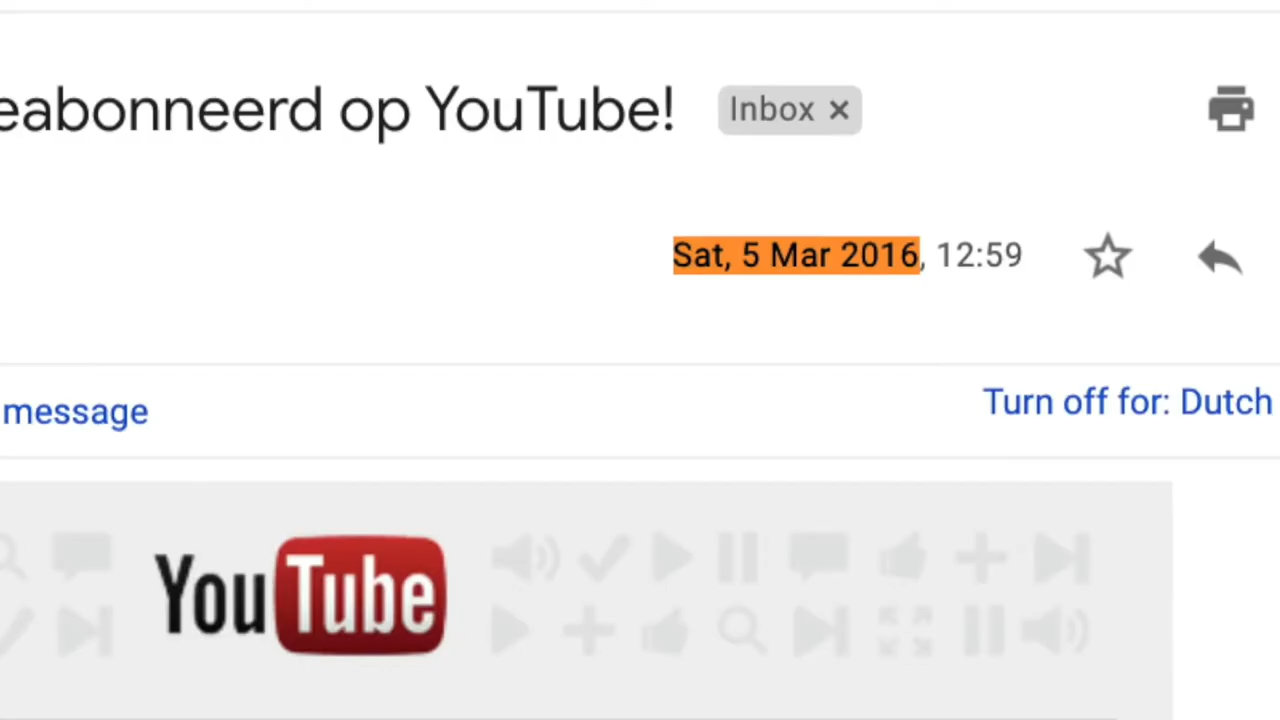 eabonneerd op YouTube! Inbox ×
Sat, 5 Mar 2016, 12:59
message Turn off for: Dutch
YouTube